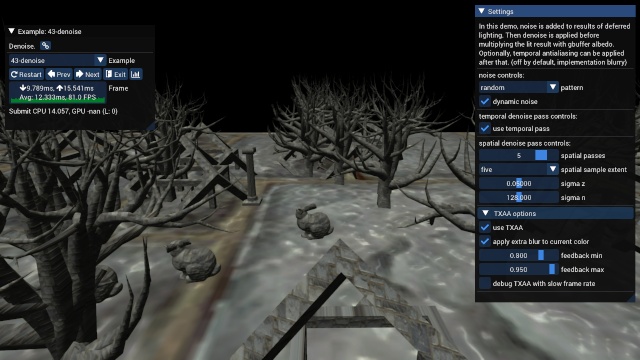 Example: 43-denoise
Denoise.
43-denoise
Example
Restart
Prev
Next
Exit
9.789ms, 15.541ms
Avg: 12.333ms, 81.0 FPS
Frame
Submit CPU 14.057, GPU -nan (L: 0)
Settings
In this demo, noise is added to results of deferred
lighting. Then denoise is applied before
multiplying the lit result with gbuffer albedo.
Optionally, temporal antialiasing can be applied
after that. (off by default, implementation blurry)
noise controls:
random
pattern
dynamic noise
temporal denoise pass controls:
use temporal pass
spatial denoise pass controls:
5
spatial passes
five
spatial sample extent
sigma z
sigma n
TXAA options
use TXAA
apply extra blur to current color
0.800
feedback min
0.950
feedback max
debug TXAA with slow frame rate